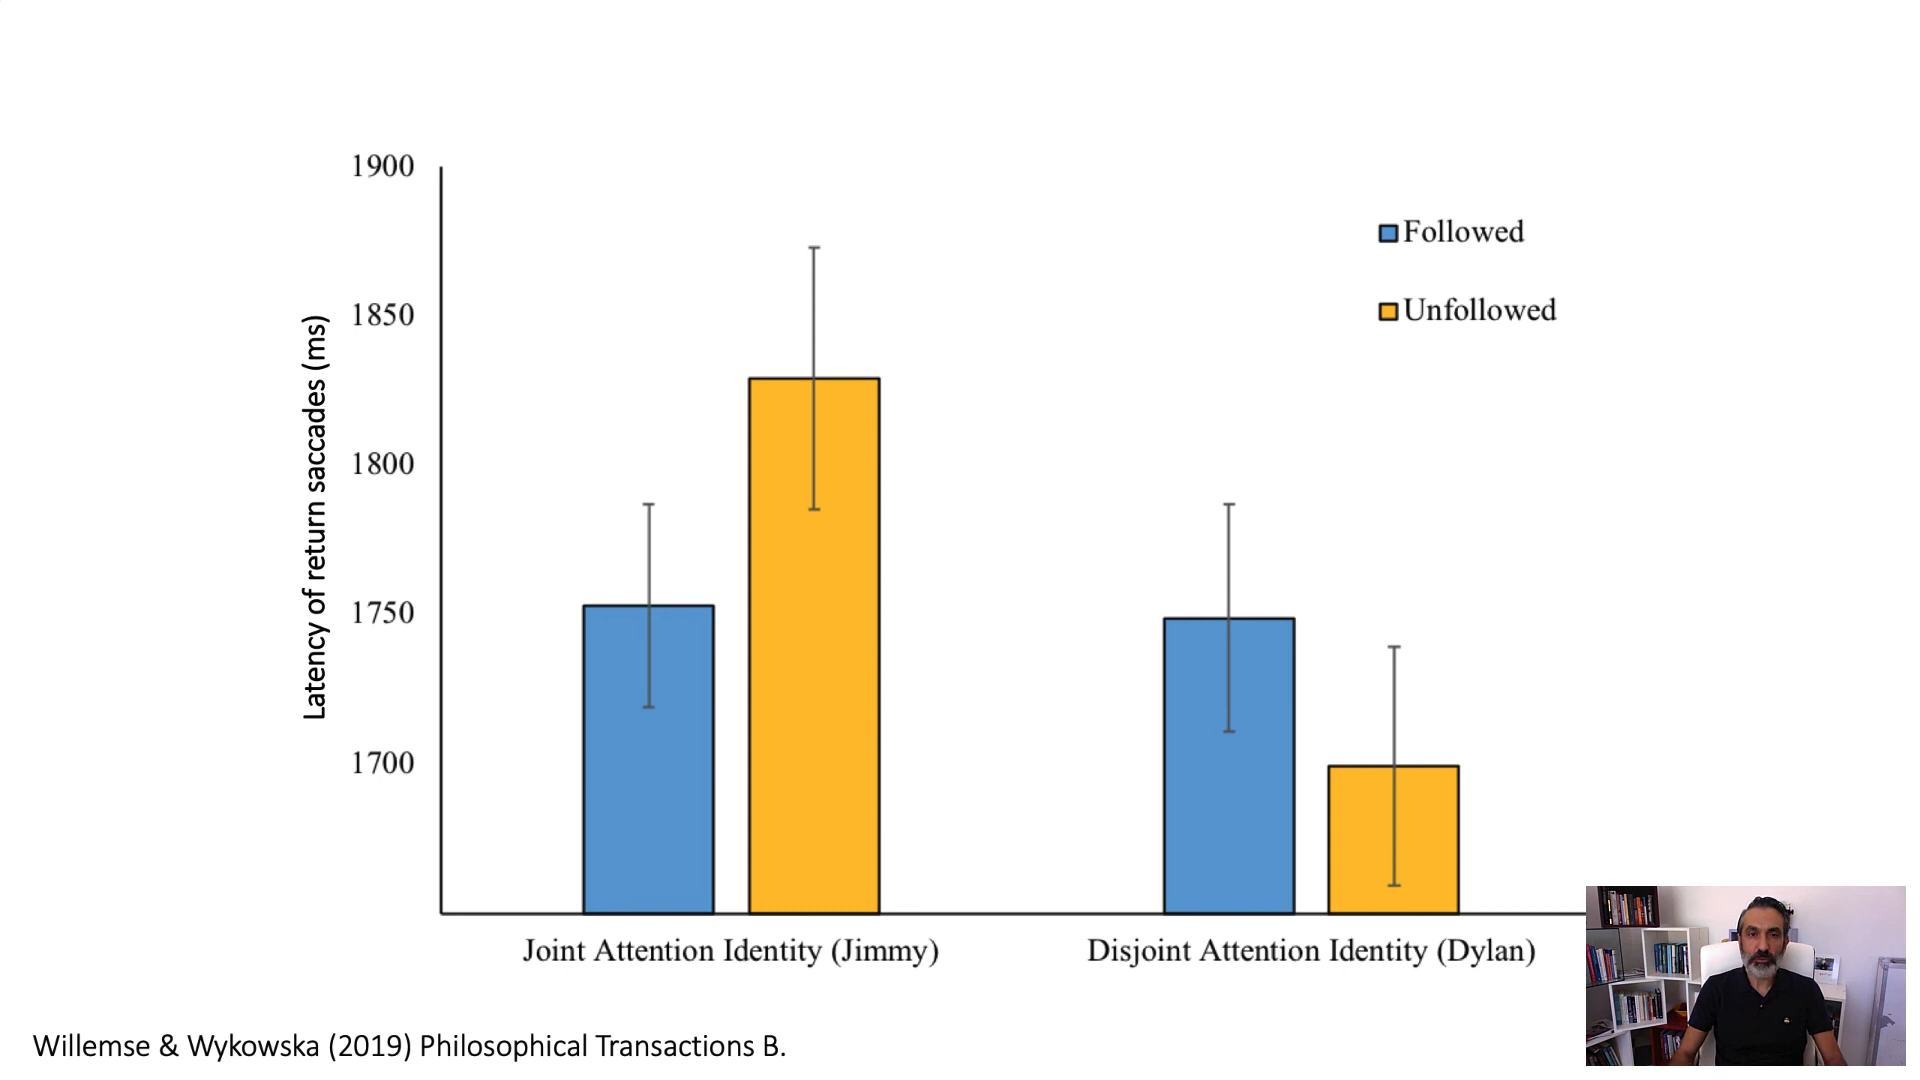 1900
1850
1800
1750
1700
Latency of return saccades (ms)
Followed
Unfollowed
Joint Attention Identity (Jimmy)
Disjoint Attention Identity (Dylan)
Willemse & Wykowska (2019) Philosophical Transactions B.